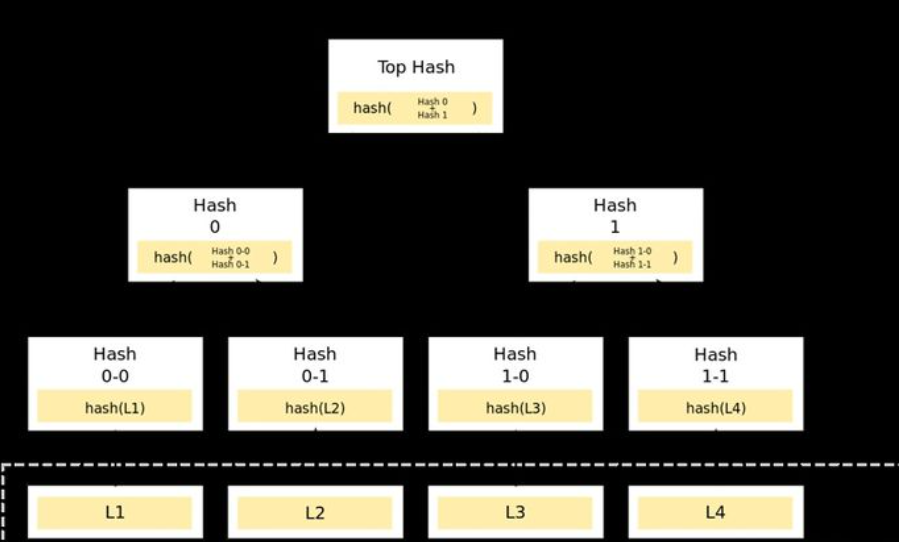 Top Hash
hash( Hash 0 + Hash 1 )
Hash 0
hash( Hash 0-0 + Hash 0-1 )
Hash 1
hash( Hash 1-0 + Hash 1-1 )
Hash 0-0
hash(L1)
Hash 0-1
hash(L2)
Hash 1-0
hash(L3)
Hash 1-1
hash(L4)
L1
L2
L3
L4